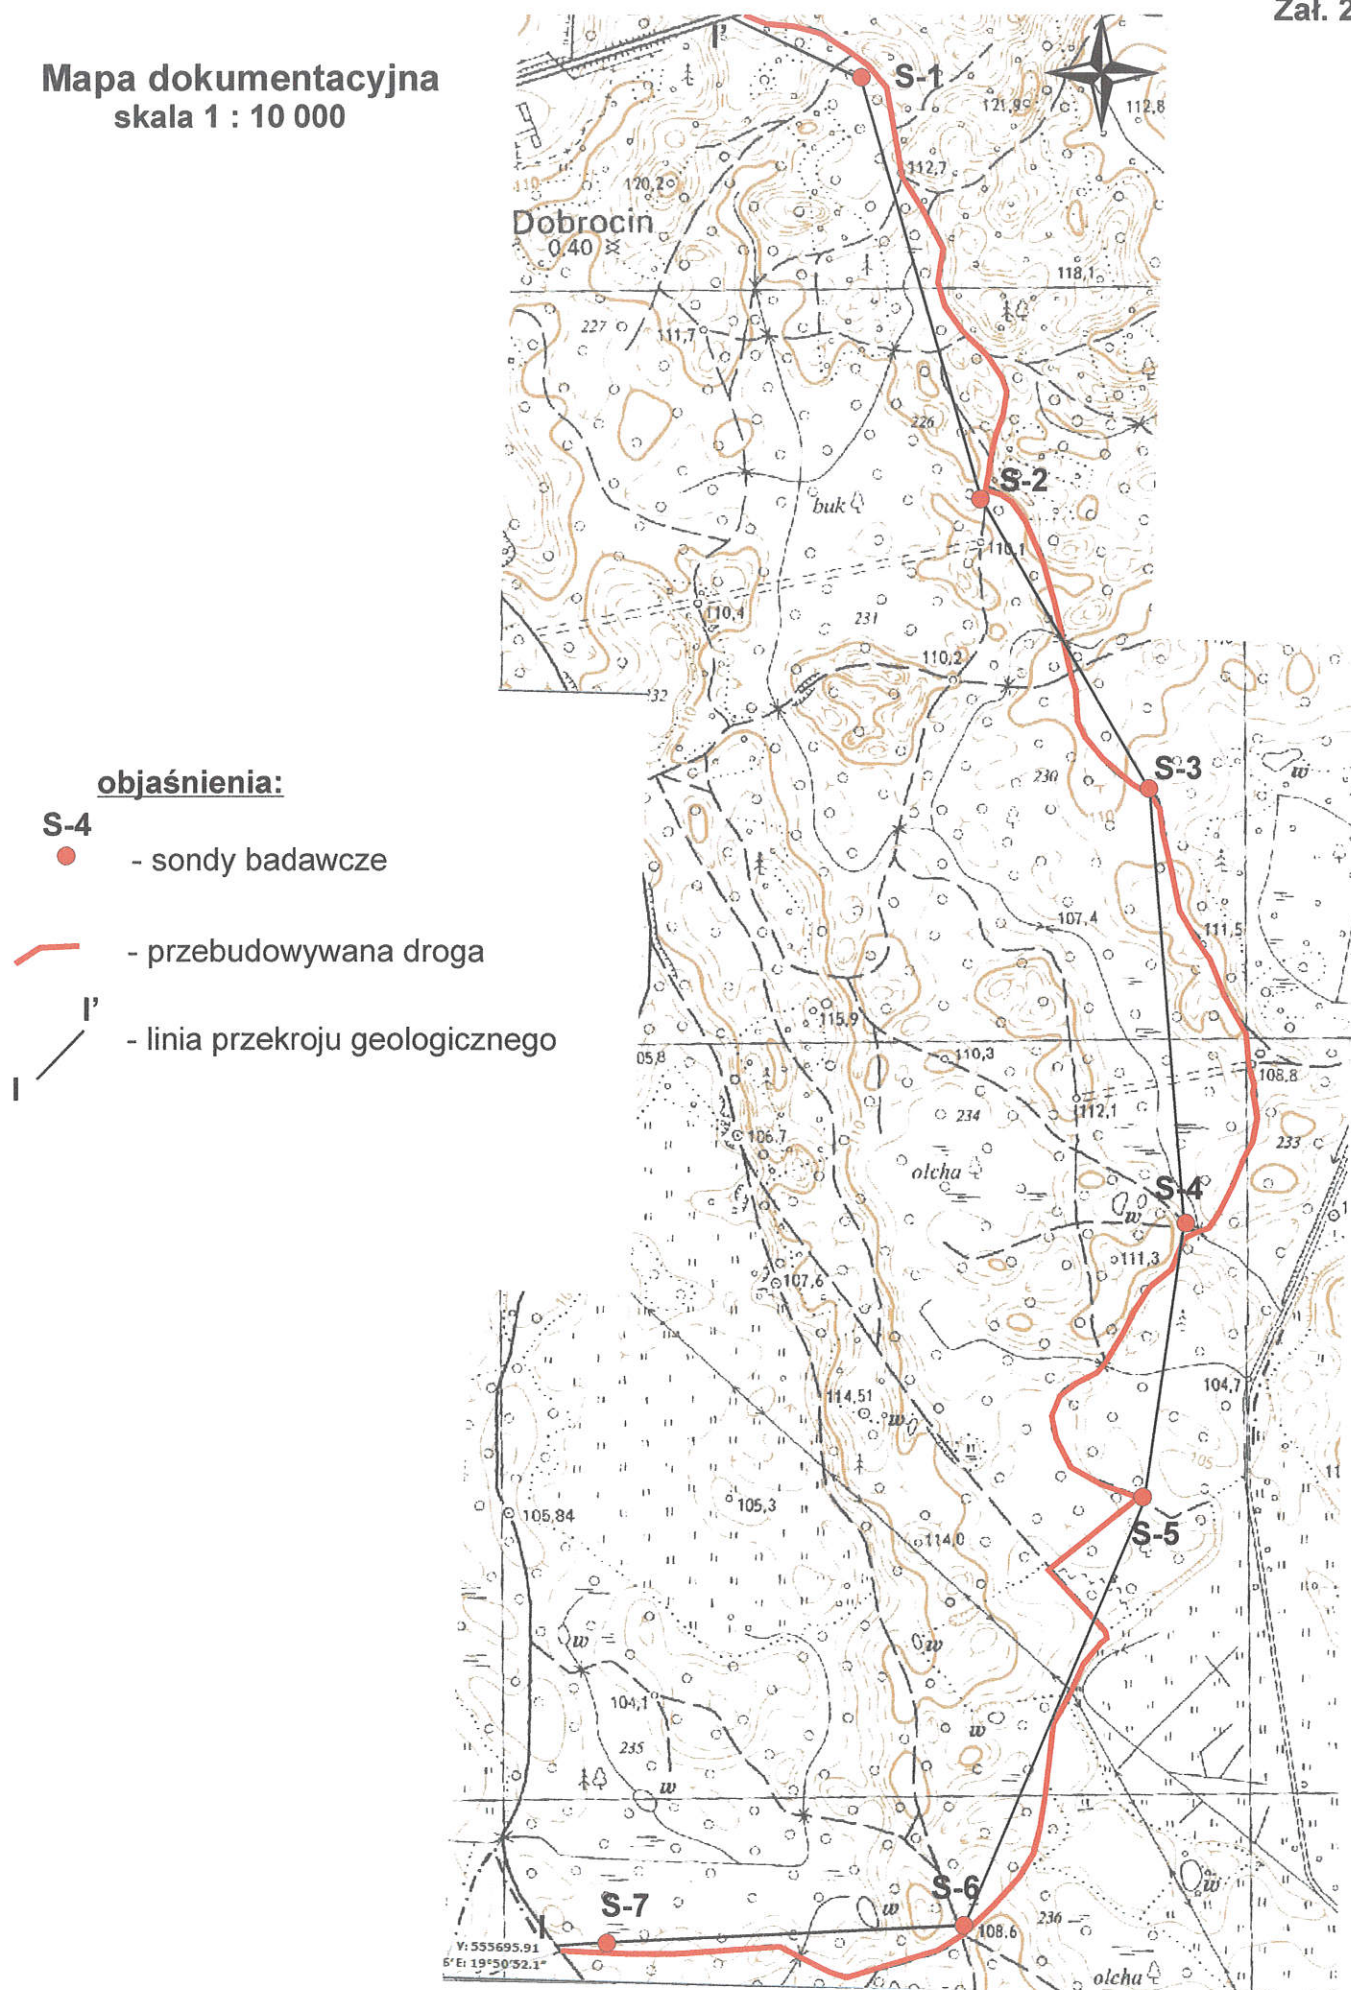 Zał. 2
Mapa dokumentacyjna
skala 1 : 10 000
I'
S-1
121,9
112,8
112,7
120,2
110
Dobrocin
0.40
118,1
227
111,7
226
S-2
buk
110,1
110,4
231
110,2
132
objaśnienia:
S-4
- sondy badawcze
- przebudowywana droga
I'
- linia przekroju geologicznego
I
S-3
230
w
110
107,4
111,5
115,9
05,8
110,3
108,8
112,1
234
106,7
233
olcha
S-4
w
111,3
107,6
104,7
114,51
w
105
11
105,3
105,84
S-5
114,0
w
w
104,1
235
w
w
S-6
w
S-7
w
236
108.6
I
Y: 555695.91
6'E: 19°50'52.1"
olcha